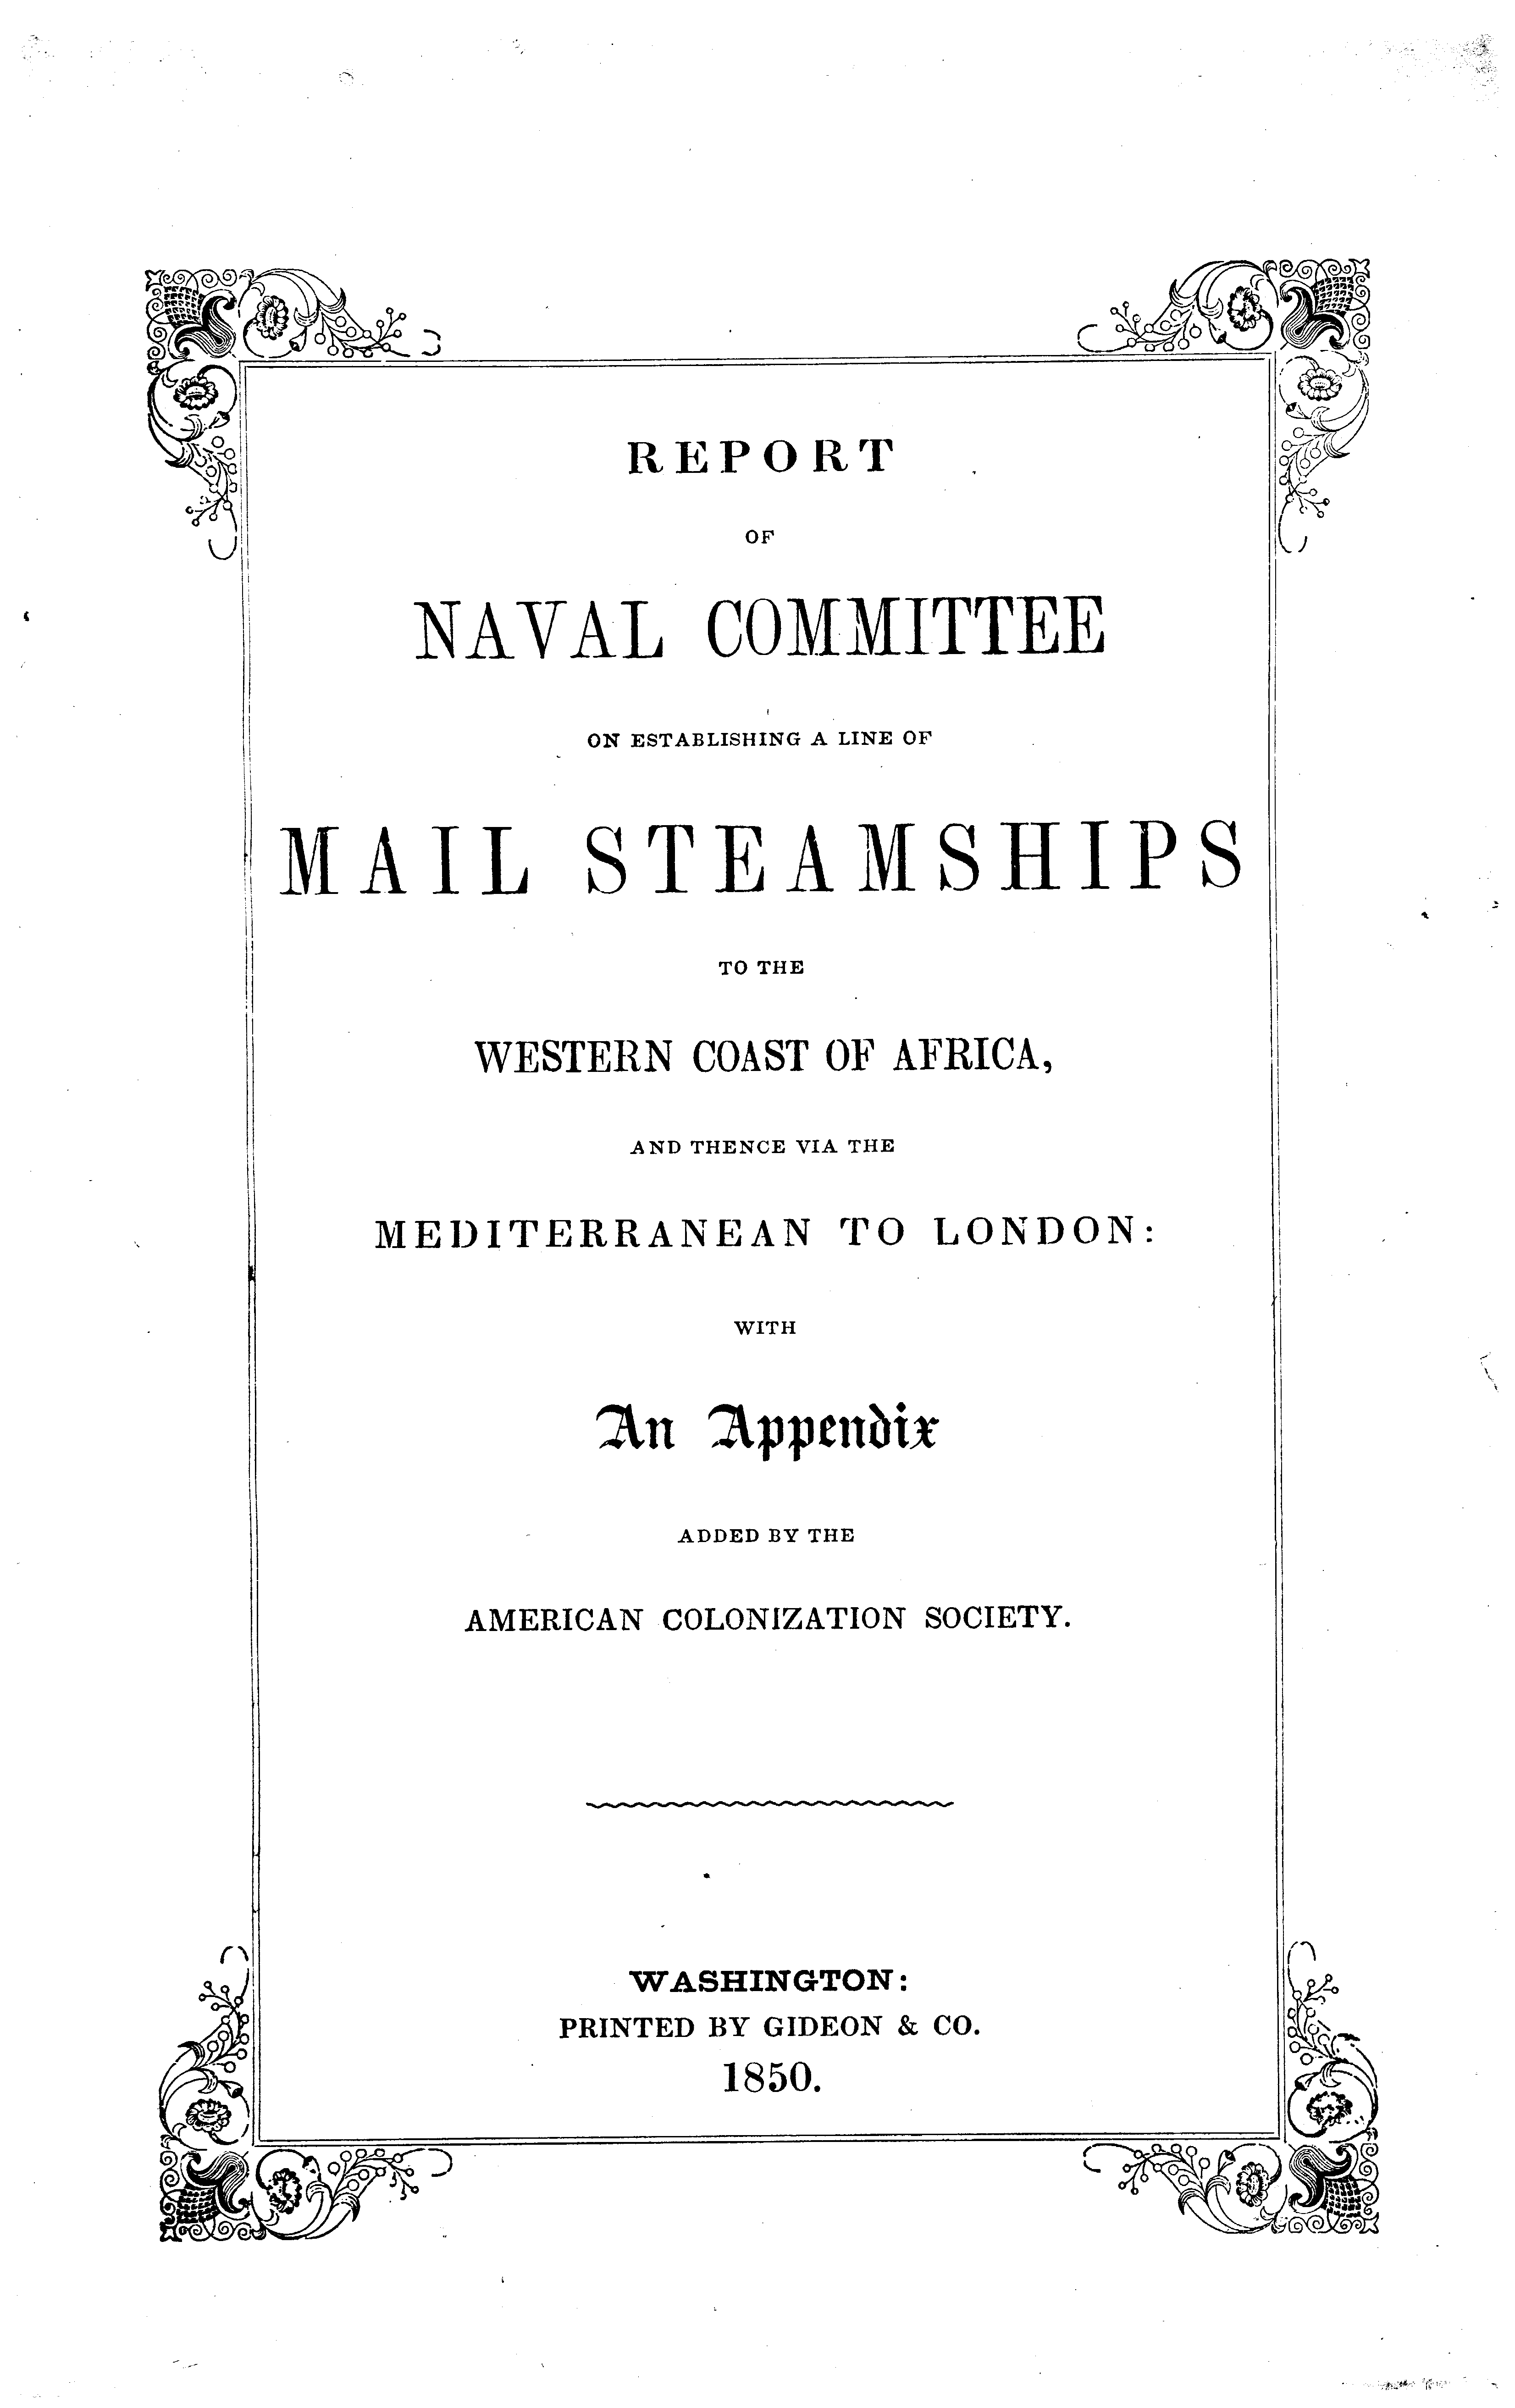 REPORT
OF
NAVAL COMMITTEE
ON ESTABLISHING A LINE OF
MAIL STEAMSHIPS
TO THE
WESTERN COAST OF AFRICA,
AND THENCE VIA THE
MEDITERRANEAN TO LONDON:
WITH
An Appendix
ADDED BY THE
AMERICAN COLONIZATION SOCIETY.
WASHINGTON:
PRINTED BY GIDEON & CO.
1850.